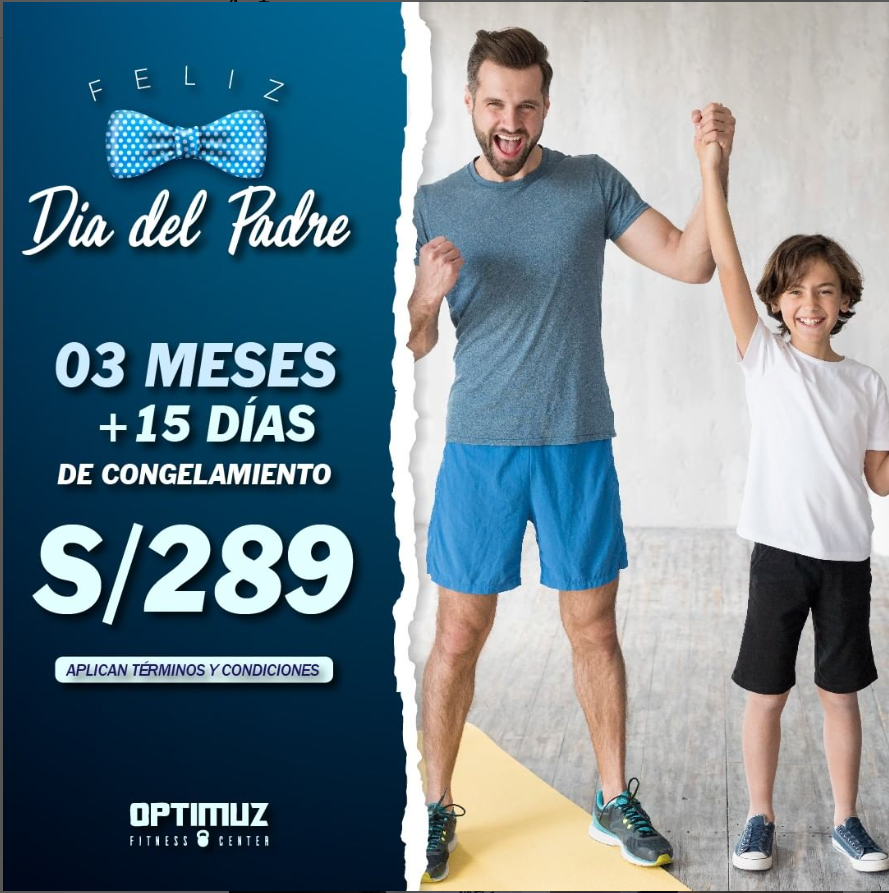 FELIZ
Dia del Padre
03 MESES
+15 DÍAS
DE CONGELAMIENTO
S/289
APLICAN TÉRMINOS Y CONDICIONES
OPTIMUZ
FITNESS CENTER